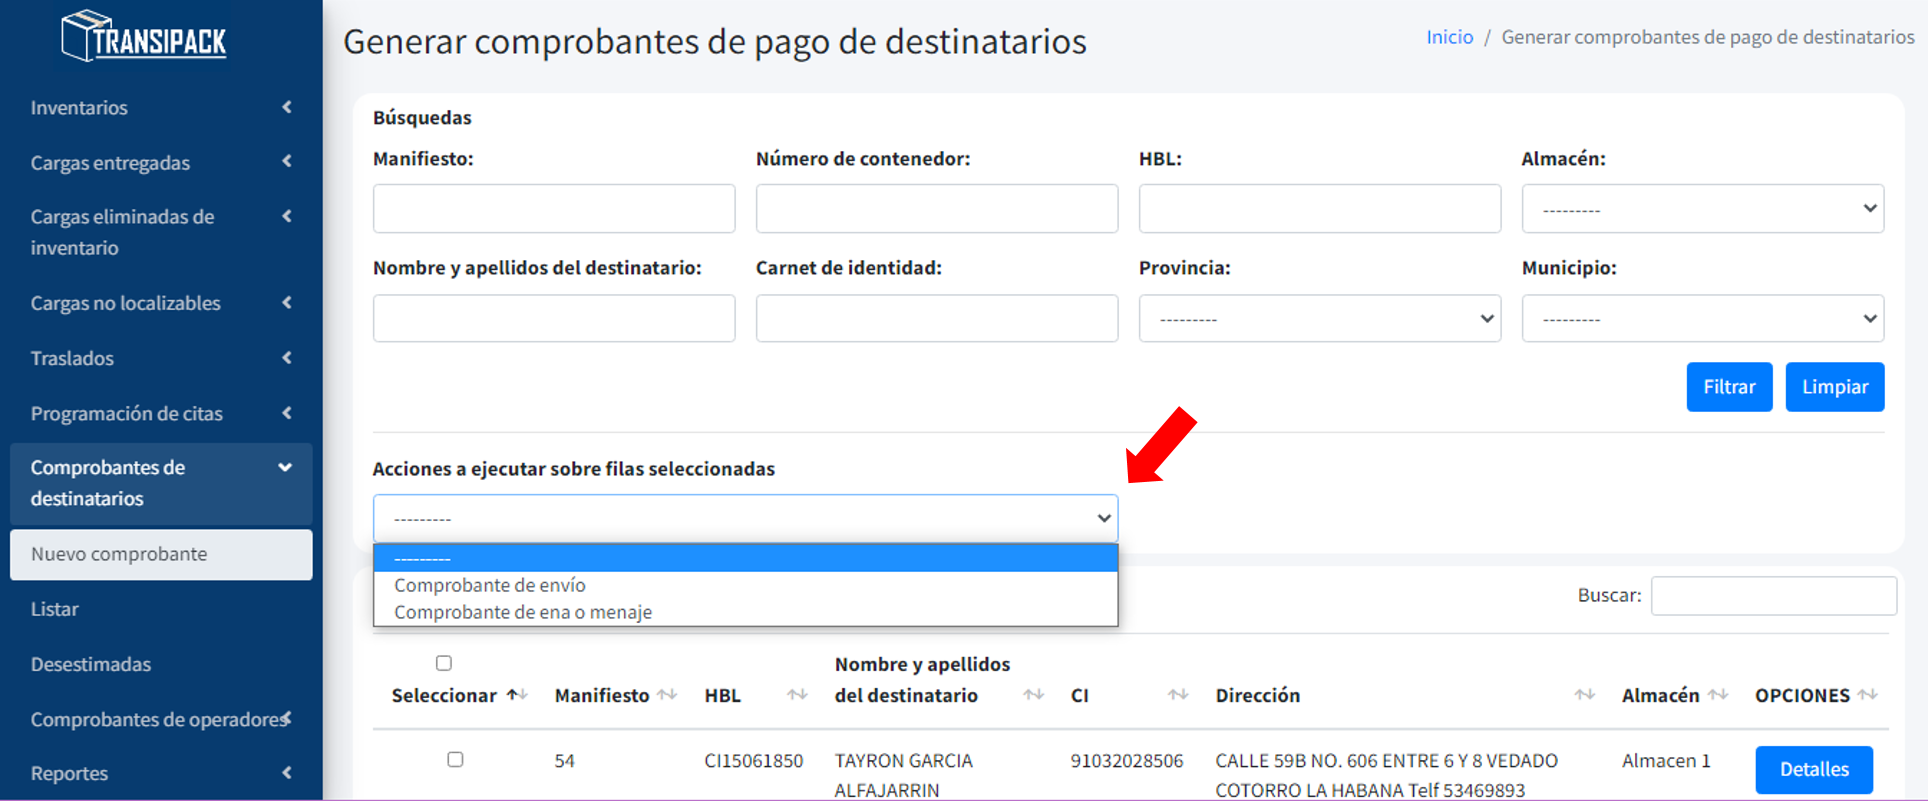 TRANSIPACK
Inventarios
Cargas entregadas
Cargas eliminadas de
inventario
Cargas no localizables
Traslados
Programación de citas
Comprobantes de
destinatarios
Nuevo comprobante
Listar
Desestimadas
Comprobantes de operadores
Reportes
Generar comprobantes de pago de destinatarios
Inicio / Generar comprobantes de pago de destinatarios
Búsquedas
Manifiesto: Número de contenedor: HBL: Almacén:
---------
Nombre y apellidos del destinatario: Carnet de identidad: Provincia: Municipio:
--------- ---------
Filtrar Limpiar
Acciones a ejecutar sobre filas seleccionadas
---------
---------
Comprobante de envío
Comprobante de ena o menaje
Buscar:
Nombre y apellidos
Seleccionar Manifiesto HBL del destinatario CI Dirección Almacén OPCIONES
54 CI15061850 TAYRON GARCIA 91032028506 CALLE 59B NO. 606 ENTRE 6 Y 8 VEDADO Almacen 1 Detalles
ALFAJARRIN COTORRO LA HABANA Telf 53469893